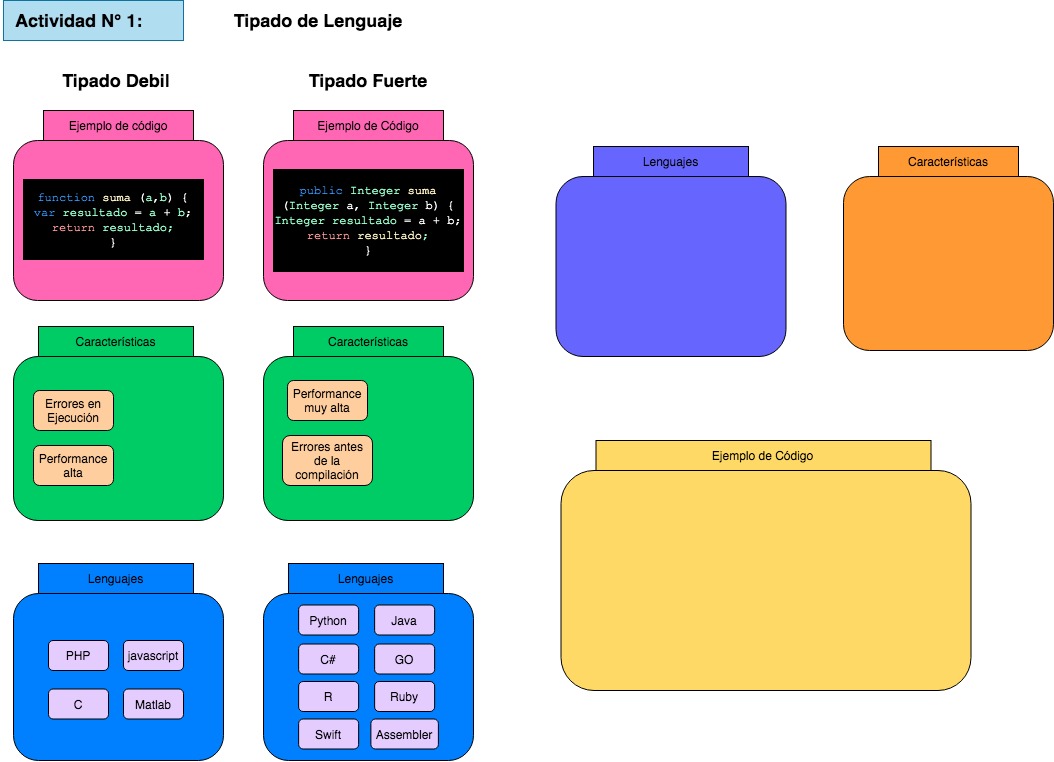 Actividad N° 1:
Tipado de Lenguaje
Tipado Debil
Tipado Fuerte
Ejemplo de código
function suma (a,b) {
var resultado = a + b;
return resultado;
}
Ejemplo de Código
public Integer suma
(Integer a, Integer b) {
Integer resultado = a + b;
return resultado;
}
Características
Errores en
Ejecución
Performance
alta
Características
Performance
muy alta
Errores antes
de la
compilación
Lenguajes
PHP
javascript
C
Matlab
Lenguajes
Python
Java
C#
GO
R
Ruby
Swift
Assembler
Lenguajes
Características
Ejemplo de Código